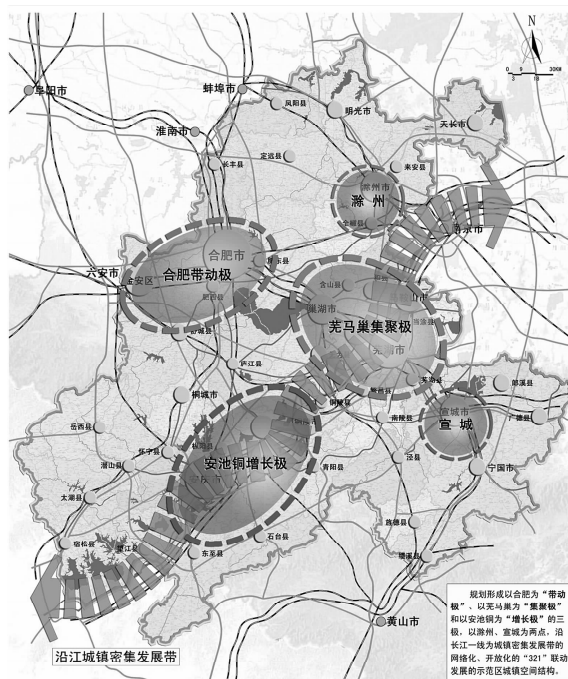 N
0 9 30KM
3 18
阜阳市
蚌埠市
凤阳县
明光市
天长市
淮南市
定远县
长丰县
来安县
滁州市
滁 州
全椒县
南京市
合肥市
肥东县
六安市
合肥带动极
肥西县
含山县
巢湖市
芜马巢集聚极
当涂县
舒城县
庐江县
芜湖市
芜湖县
繁昌县
郎溪县
桐城市
铜陵县
南陵县
宣城市
宣 城
广德县
岳西县
怀宁县
枞阳县
安池铜增长极
泾县
宁国市
潜山县
青阳县
太湖县
旌德县
石台县
宿松县
望江县
东至县
绩溪县
黄山市
沿江城镇密集发展带
规划形成以合肥为“带动
极”、以芜马巢为“集聚极”
和以安池铜为“增长极”的三
极，以滁州、宣城为两点，沿
长江一线为城镇密集发展带的
网络化、开放化的“321”联动
发展的示范区城镇空间结构。